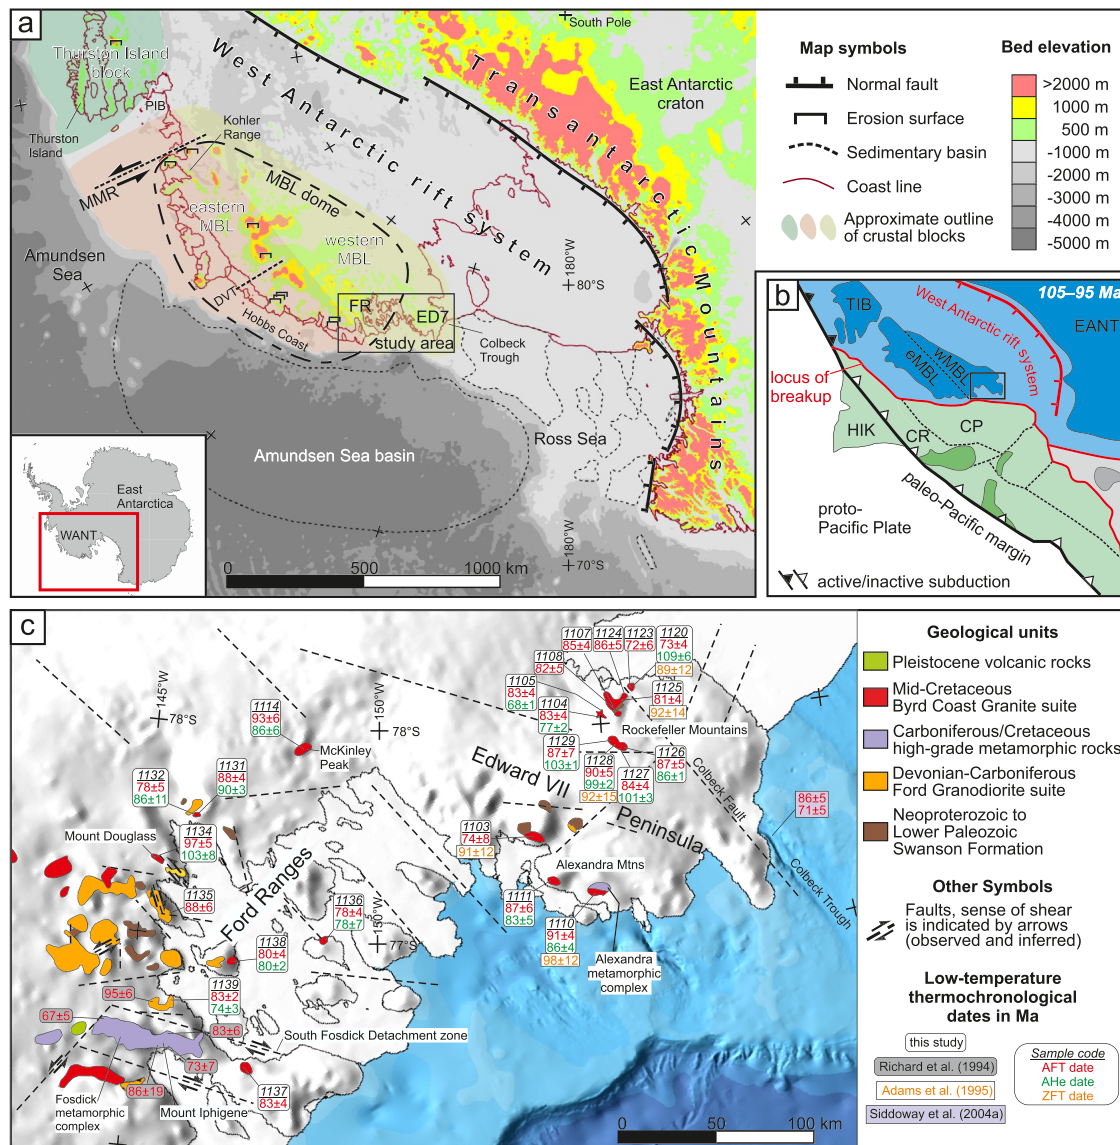 a
South Pole
Thurston Island
block
PIB
Thurston
Island
Kohler
Range
West Antarctic rift system
Transantarctic Mountains
East Antarctic
craton
MMR
MBL dome
eastern
MBL
western
MBL
Amundsen
Sea
DVT
Hobbs Coast
FR
ED7
study area
Colbeck
Trough
180°W
80°S
Ross Sea
Amundsen Sea basin
180°W
70°S
East
Antarctica
WANT
0
500
1000 km
Map symbols
Normal fault
Erosion surface
Sedimentary basin
Coast line
Approximate outline
of crustal blocks
Bed elevation
>2000 m
1000 m
500 m
-1000 m
-2000 m
-3000 m
-4000 m
-5000 m
b
105–95 Ma
TIB
EANT
West Antarctic rift system
wMBL
eMBL
locus of
breakup
HIK
CR
CP
paleo-Pacific margin
proto-
Pacific Plate
active/inactive subduction
c
145°W
78°S
150°W
78°S
150°W
77°S
1114
93±6
86±6
McKinley
Peak
1132
78±5
86±11
1131
88±4
90±3
Mount Douglass
1134
97±5
103±8
1135
88±6
Ford Ranges
1136
78±4
78±7
1138
80±4
80±2
1139
83±2
74±3
95±6
67±5
83±6
73±7
86±19
South Fosdick Detachment zone
Fosdick
metamorphic
complex
Mount Iphigene
1137
83±4
1107
85±4
1124
86±5
1123
72±6
1120
73±4
109±6
89±12
1108
82±5
1105
83±4
68±1
1104
83±4
77±2
1125
81±4
92±14
Rockefeller Mountains
1129
87±7
103±1
1128
90±5
99±2
92±15
1127
84±4
101±3
1126
87±5
86±1
Edward VII
Peninsula
Colbeck Fault
86±5
71±5
Colbeck Trough
1103
74±8
91±12
Alexandra Mtns
1111
87±6
83±5
1110
91±4
86±4
98±12
Alexandra
metamorphic
complex
0
50
100 km
Geological units
Pleistocene volcanic rocks
Mid-Cretaceous
Byrd Coast Granite suite
Carboniferous/Cretaceous
high-grade metamorphic rocks
Devonian-Carboniferous
Ford Granodiorite suite
Neoproterozoic to
Lower Paleozoic
Swanson Formation
Other Symbols
Faults, sense of shear
is indicated by arrows
(observed and inferred)
Low-temperature
thermochronological
dates in Ma
this study
Richard et al. (1994)
Adams et al. (1995)
Siddoway et al. (2004a)
Sample code
AFT date
AHe date
ZFT date